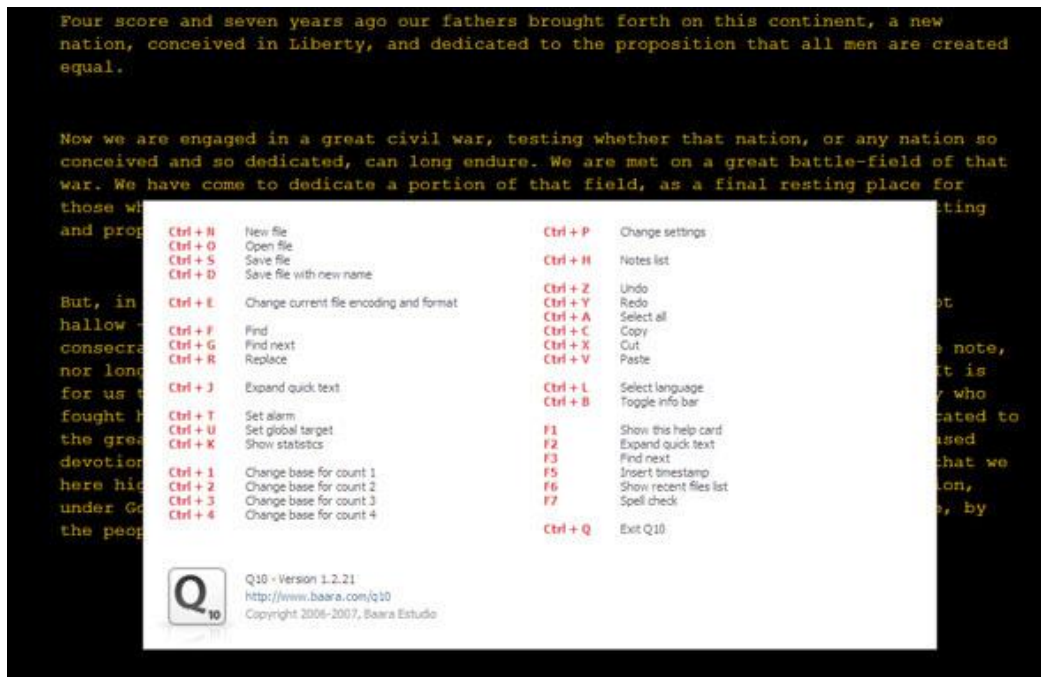 Four score and seven years ago our fathers brought forth on this continent, a new
nation, conceived in Liberty, and dedicated to the proposition that all men are created
equal.
Now we are engaged in a great civil war, testing whether that nation, or any nation so
conceived and so dedicated, can long endure. We are met on a great battle-field of that
war. We have come to dedicate a portion of that field, as a final resting place for
those wh tting
and prop
But, in ot
hallow -
consecra e note,
nor long It is
for us t y who
fought h cated to
the grea ased
devotion that we
here hig ion,
under Go e, by
the peop
Ctrl + N New file
Ctrl + O Open file
Ctrl + S Save file
Ctrl + D Save file with new name
Ctrl + E Change current file encoding and format
Ctrl + F Find
Ctrl + G Find next
Ctrl + R Replace
Ctrl + J Expand quick text
Ctrl + T Set alarm
Ctrl + U Set global target
Ctrl + K Show statistics
Ctrl + 1 Change base for count 1
Ctrl + 2 Change base for count 2
Ctrl + 3 Change base for count 3
Ctrl + 4 Change base for count 4
Ctrl + P Change settings
Ctrl + H Notes list
Ctrl + Z Undo
Ctrl + Y Redo
Ctrl + A Select all
Ctrl + C Copy
Ctrl + X Cut
Ctrl + V Paste
Ctrl + L Select language
Ctrl + B Toggle info bar
F1 Show this help card
F2 Expand quick text
F3 Find next
F5 Insert timestamp
F6 Show recent files list
F7 Spell check
Ctrl + Q Exit Q10
Q10
Q10 - Version 1.2.21
http://www.baara.com/q10
Copyright 2006-2007, Baara Estudio